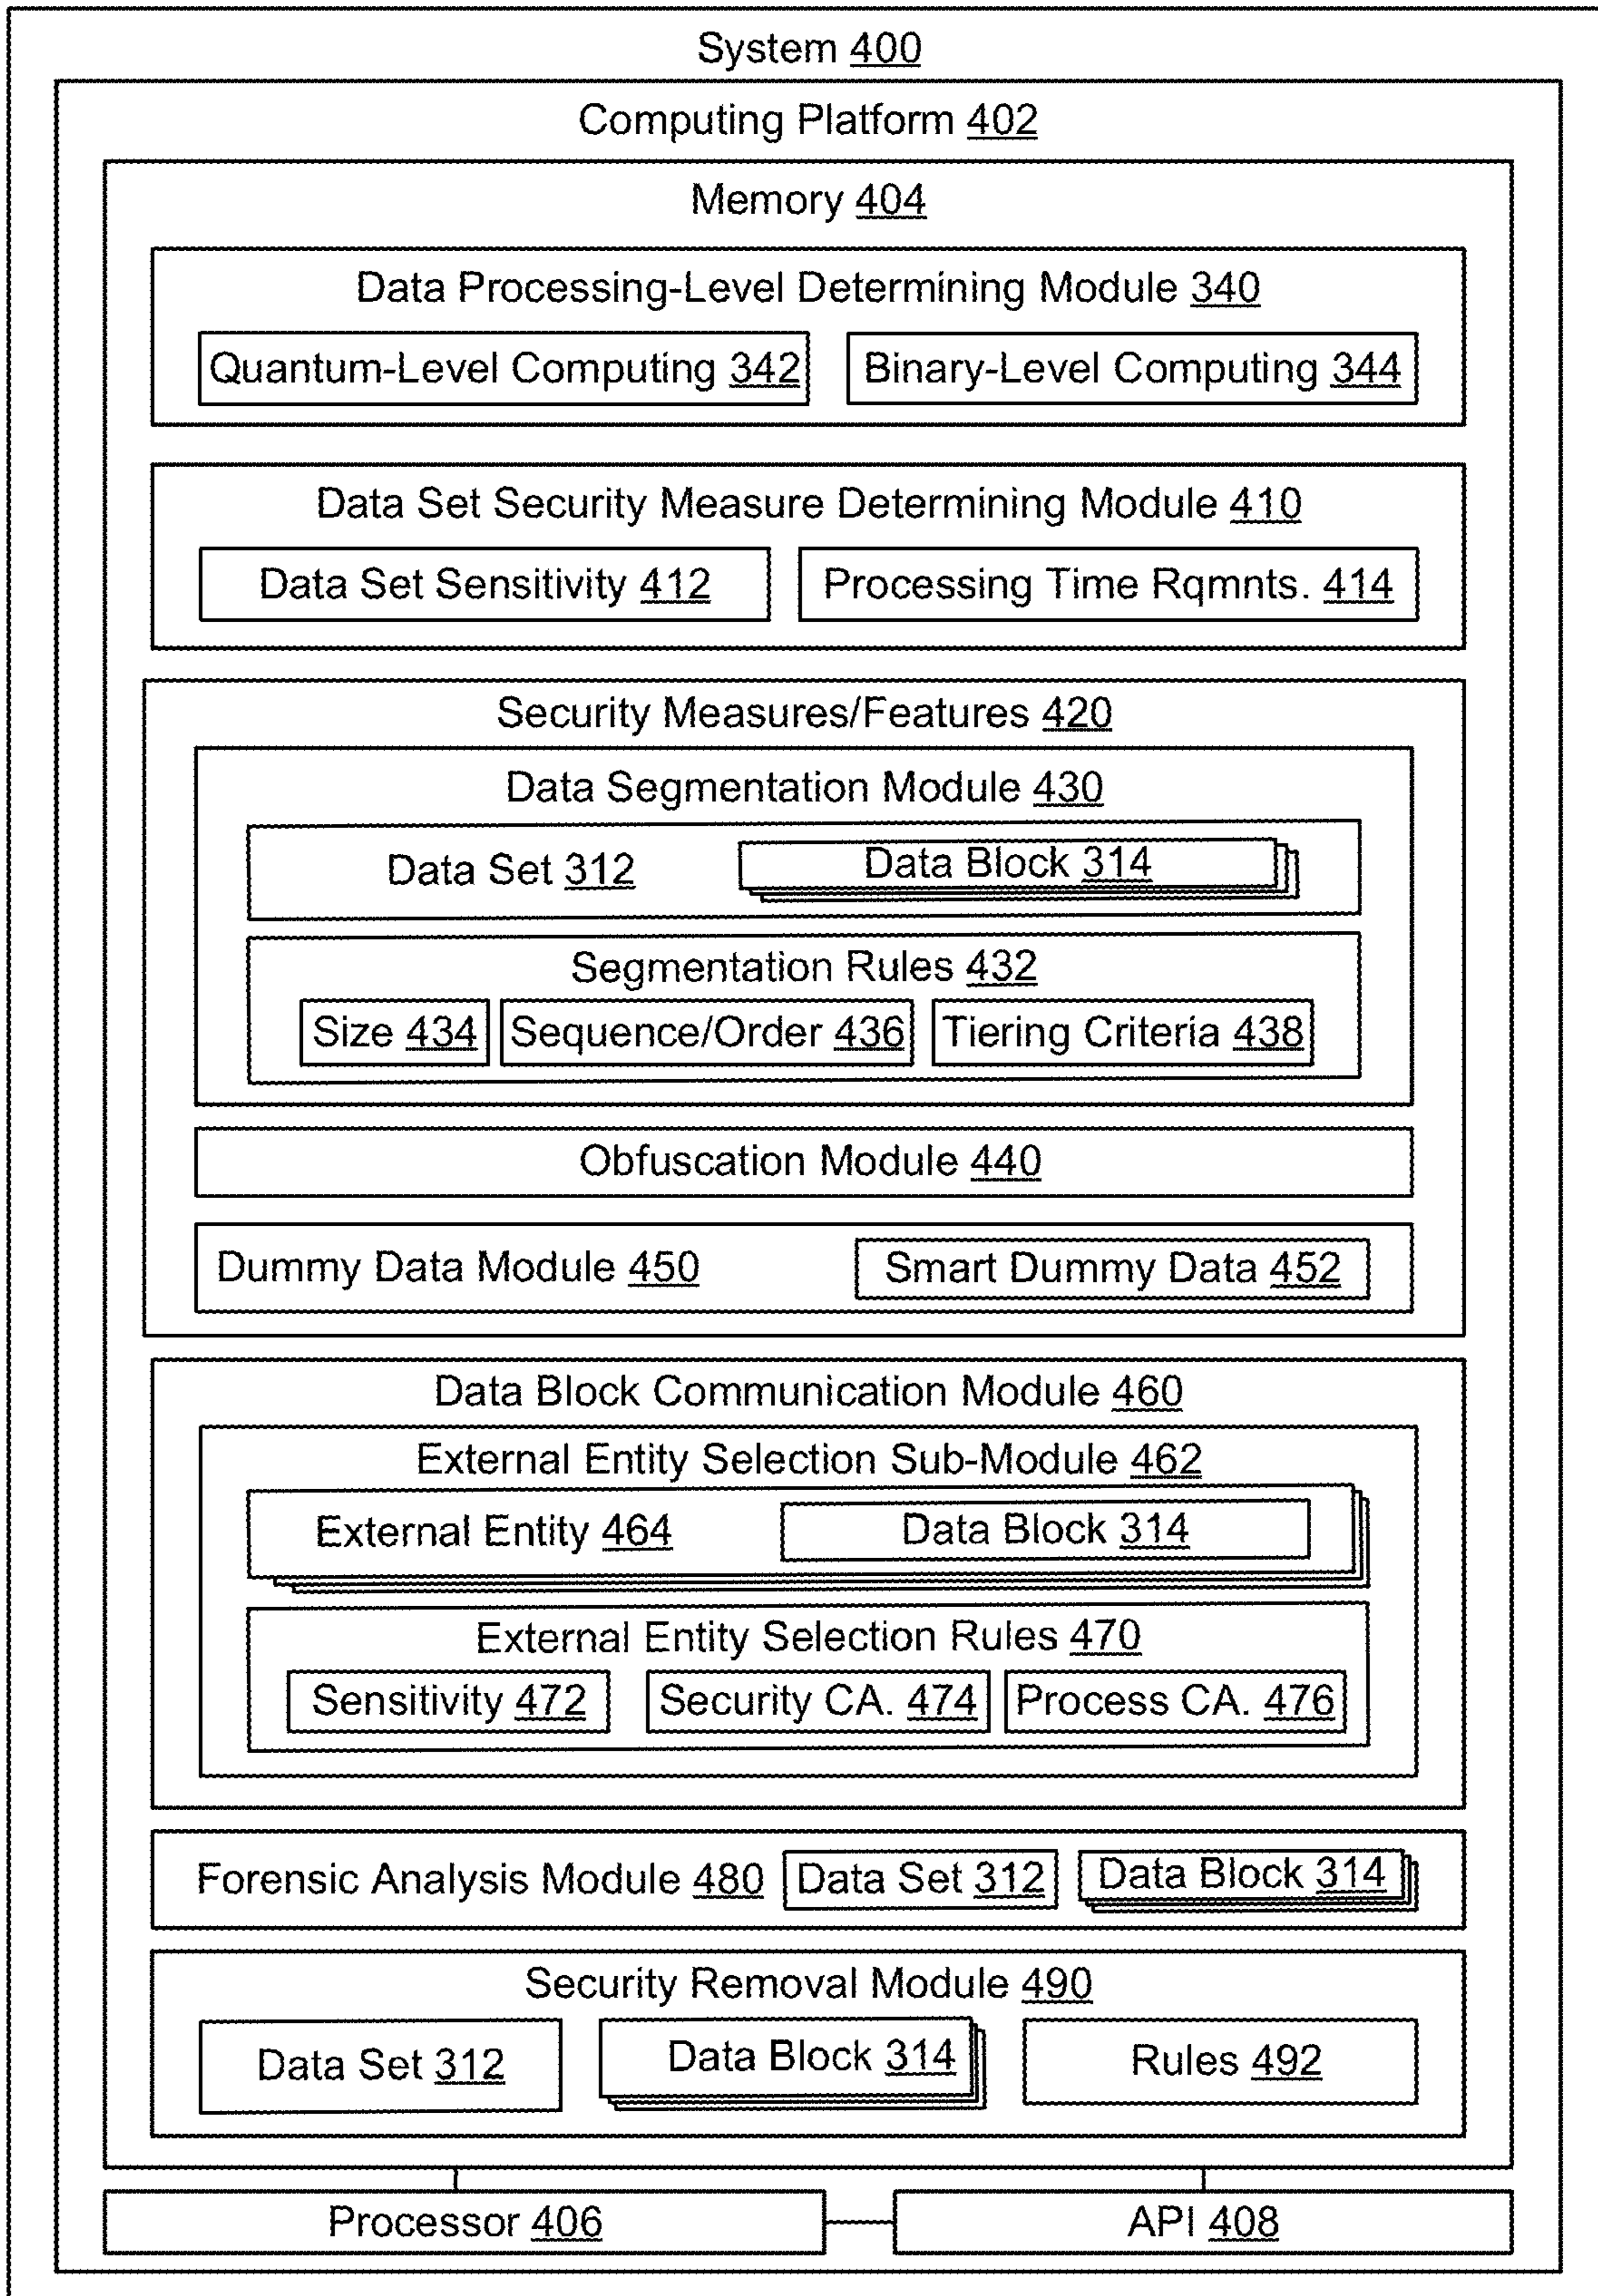 System 400
Computing Platform 402
Memory 404
Data Processing-Level Determining Module 340
Quantum-Level Computing 342
Binary-Level Computing 344
Data Set Security Measure Determining Module 410
Data Set Sensitivity 412
Processing Time Rqmnts. 414
Security Measures/Features 420
Data Segmentation Module 430
Data Set 312
Data Block 314
Segmentation Rules 432
Size 434
Sequence/Order 436
Tiering Criteria 438
Obfuscation Module 440
Dummy Data Module 450
Smart Dummy Data 452
Data Block Communication Module 460
External Entity Selection Sub-Module 462
External Entity 464
Data Block 314
External Entity Selection Rules 470
Sensitivity 472
Security CA. 474
Process CA. 476
Forensic Analysis Module 480
Data Set 312
Data Block 314
Security Removal Module 490
Data Set 312
Data Block 314
Rules 492
Processor 406
API 408